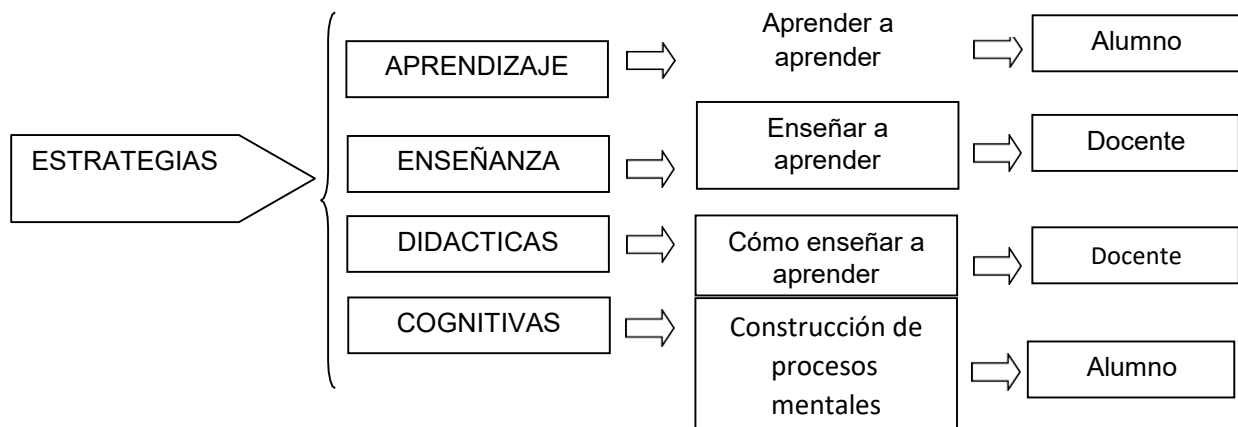 ESTRATEGIAS
APRENDIZAJE
Aprender a
aprender
Alumno
ENSEÑANZA
Enseñar a
aprender
Docente
DIDACTICAS
Cómo enseñar a
aprender
Docente
COGNITIVAS
Construcción de
procesos
mentales
Alumno